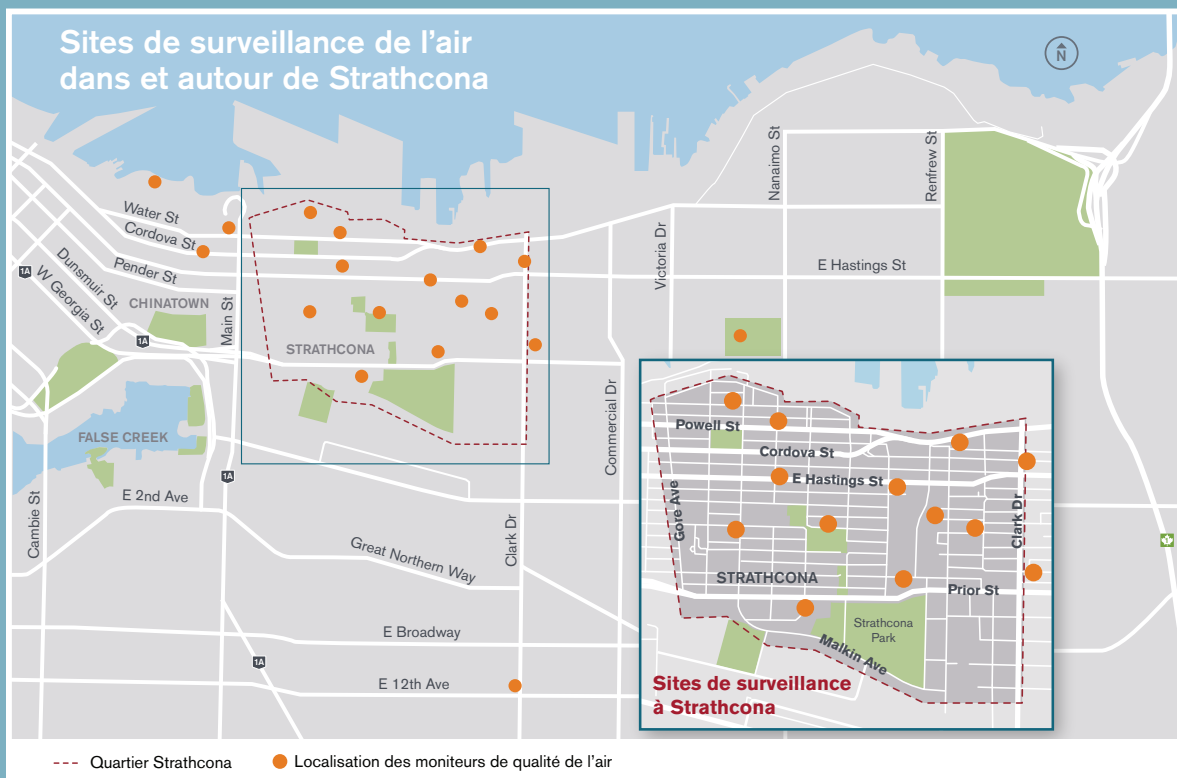 Sites de surveillance de l'air
dans et autour de Strathcona
N
Nanaimo St
Renfrew St
Water St
Cordova St
Pender St
Dunsmuir St
W Georgia St
1A
CHINATOWN
1A
Main St
STRATHCONA
Victoria Dr
E Hastings St
Commercial Dr
FALSE CREEK
1A
E 2nd Ave
Cambie St
Clark Dr
Great Northern Way
E Broadway
1A
E 12th Ave
Powell St
Cordova St
E Hastings St
Gore Ave
Clark Dr
STRATHCONA
Prior St
Strathcona
Park
Malkin Ave
Sites de surveillance
à Strathcona
Quartier Strathcona
Localisation des moniteurs de qualité de l'air